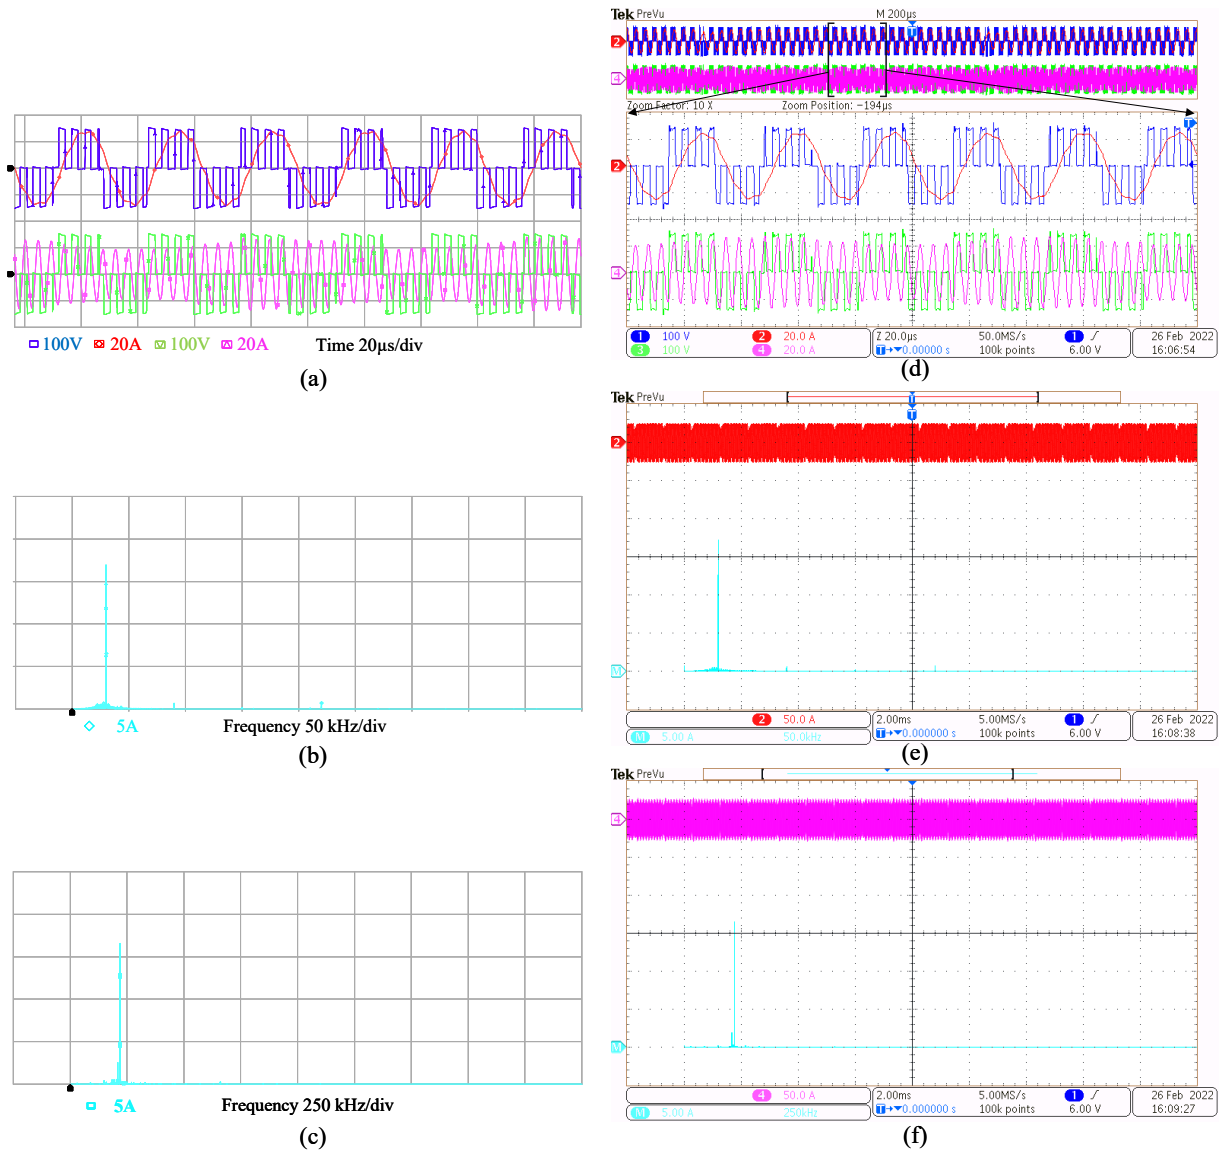 100V 20A 100V 20A Time 20μs/div
(a)
5A Frequency 50 kHz/div
(b)
5A Frequency 250 kHz/div
(c)
Tek PreVu M 200μs
T
2
4
Zoom Factor: 10 X Zoom Position: −194μs
T
2
4
1 100 V 2 20.0 A Z 20.0μs 50.0MS/s 1 26 Feb 2022
3 100 V 4 20.0 A T 0.00000 s 100k points 6.00 V 16:06:54
(d)
Tek PreVu
T
T
2
M
2 50.0 A 2.00ms 5.00MS/s 1 26 Feb 2022
M 5.00 A 50.0kHz T 0.000000 s 100k points 6.00 V 16:08:38
(e)
Tek PreVu
4
M
4 50.0 A 2.00ms 5.00MS/s 1 26 Feb 2022
M 5.00 A 250kHz T 0.000000 s 100k points 6.00 V 16:09:27
(f)